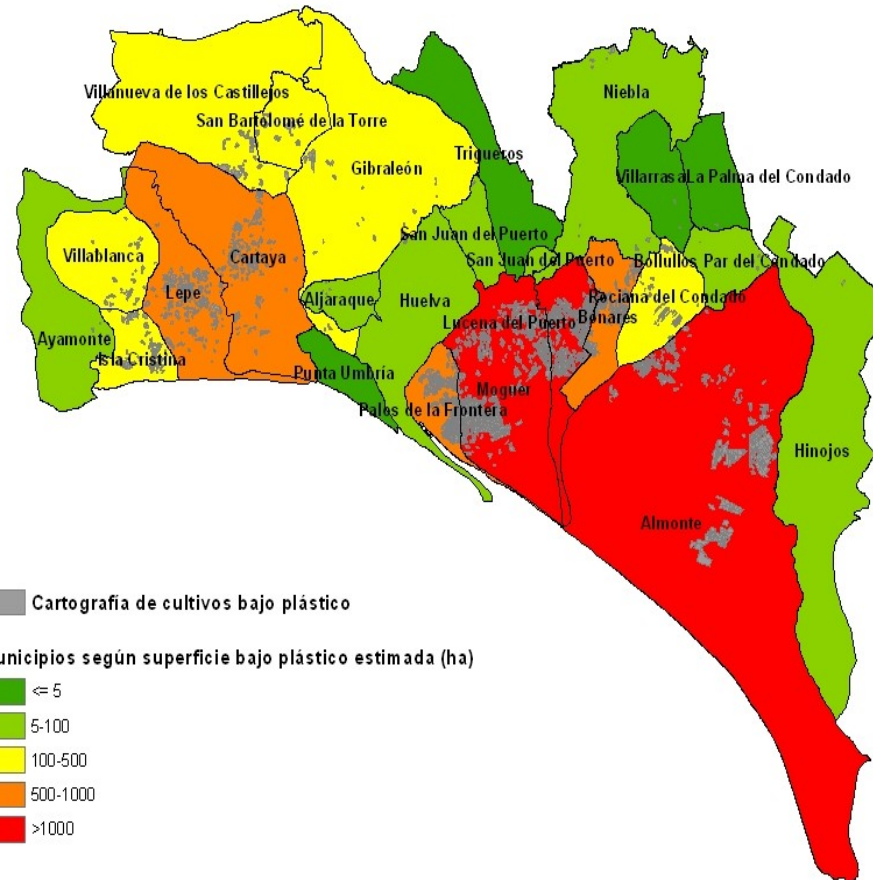 Villanueva de los Castillejos
San Bartolomé de la Torre
Niebla
Trigueros
Gibraleón
Villarrasa
La Palma del Condado
San Juan del Puerto
Villablanca
Cartaya
San Juan del Puerto
Bollullos Par del Condado
Lepe
Aljaraque
Huelva
Rociana del Condado
Lucena del Puerto
Bonares
Ayamonte
Isla Cristina
Punta Umbría
Moguer
Palos de la Frontera
Hinojos
Almonte
Cartografía de cultivos bajo plástico
unicipios según superficie bajo plástico estimada (ha)
<= 5
5-100
100-500
500-1000
>1000